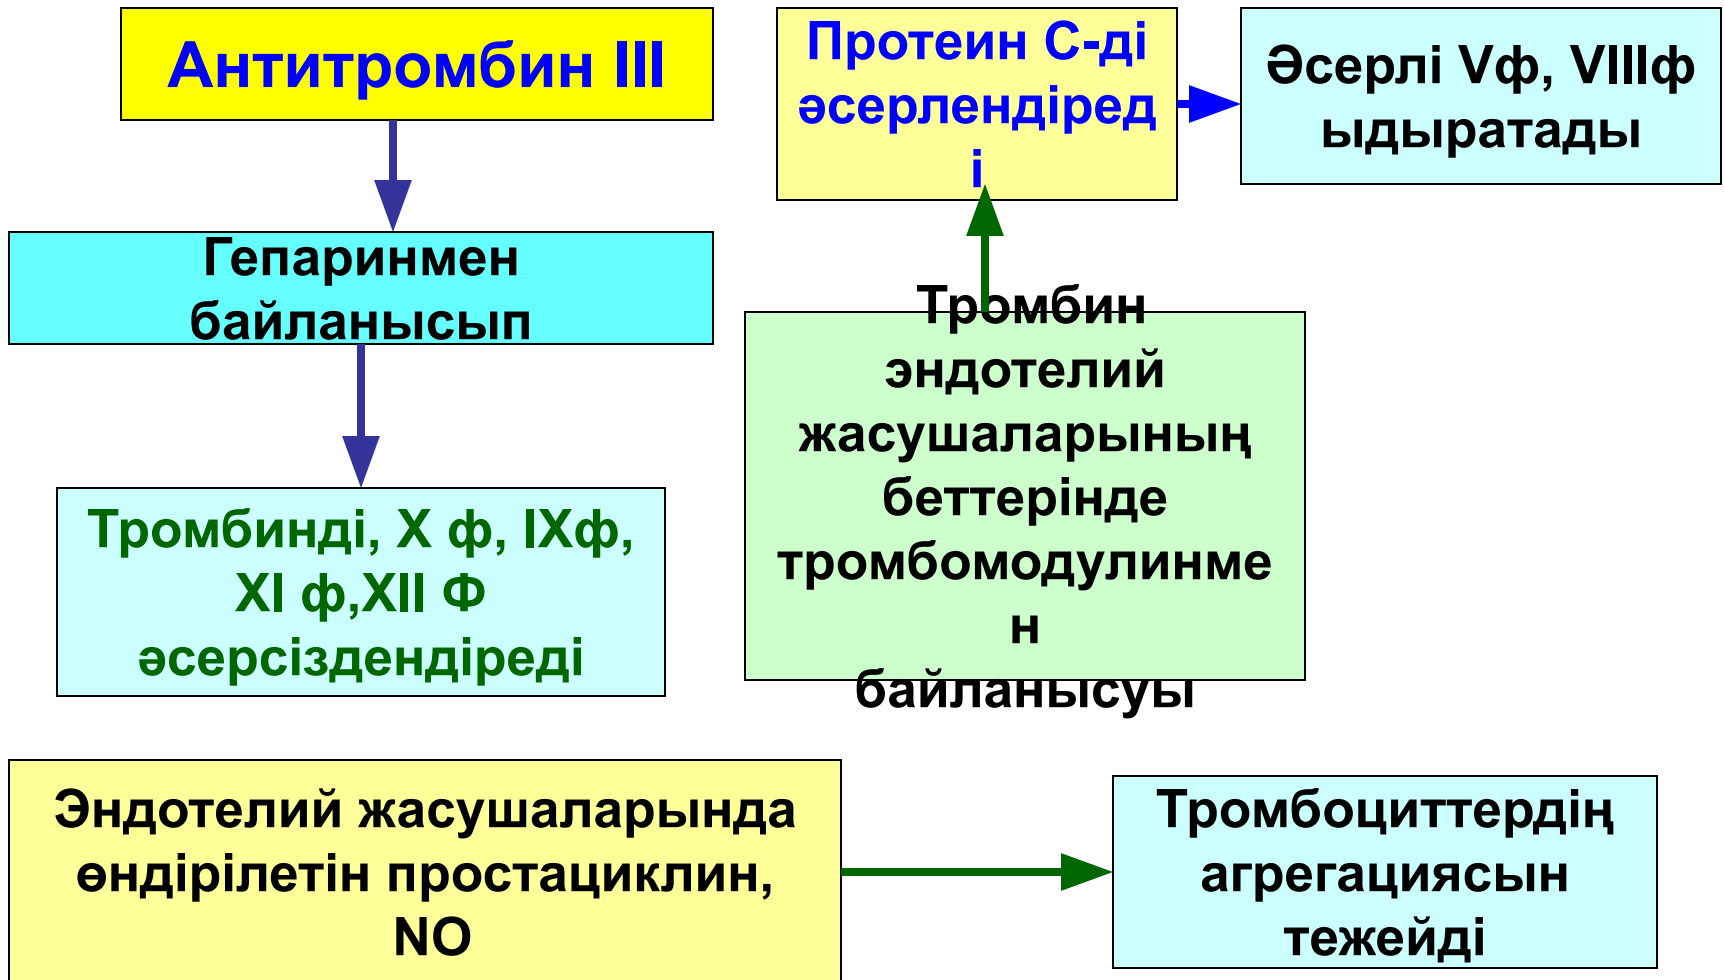 Антитромбин III
Гепаринмен
байланысып
Тромбинді, X ф, IXф,
XI ф,XII Ф
әсерсіздендіреді
Протеин С-ді
әсерлендіред
і
Әсерлі Vф, VIIIф
ыдыратады
Тромбин
эндотелий
жасушаларының
беттерінде
тромбомодулинме
н
байланысуы
Эндотелий жасушаларында
өндірілетін простациклин,
NO
Тромбоциттердің
агрегациясын
тежейді